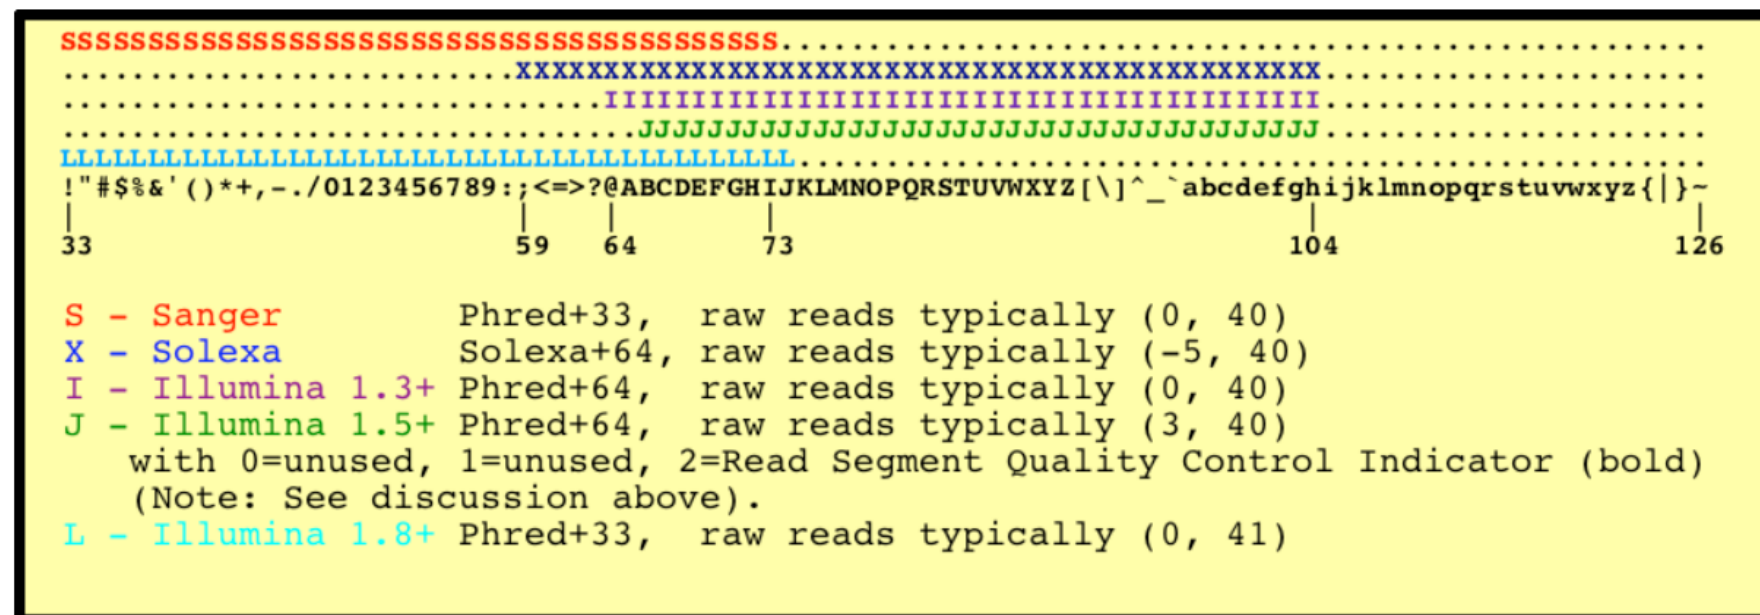 SSSSSSSSSSSSSSSSSSSSSSSSSSSSSSSSSSSSSSSSS.....................................................
..........................XXXXXXXXXXXXXXXXXXXXXXXXXXXXXXXXXXXXXXXXXXXXXX......................
...............................IIIIIIIIIIIIIIIIIIIIIIIIIIIIIIIIIIIIIIIII......................
.................................JJJJJJJJJJJJJJJJJJJJJJJJJJJJJJJJJJJJJJJ......................
LLLLLLLLLLLLLLLLLLLLLLLLLLLLLLLLLLLLLLLLLL....................................................
!"#$%&'()*+,-./0123456789:;<=>?@ABCDEFGHIJKLMNOPQRSTUVWXYZ[\]^_`abcdefghijklmnopqrstuvwxyz{|}~
| | | | | |
33 59 64 73 104 126
S - Sanger Phred+33, raw reads typically (0, 40)
X - Solexa Solexa+64, raw reads typically (-5, 40)
I - Illumina 1.3+ Phred+64, raw reads typically (0, 40)
J - Illumina 1.5+ Phred+64, raw reads typically (3, 40)
with 0=unused, 1=unused, 2=Read Segment Quality Control Indicator (bold)
(Note: See discussion above).
L - Illumina 1.8+ Phred+33, raw reads typically (0, 41)